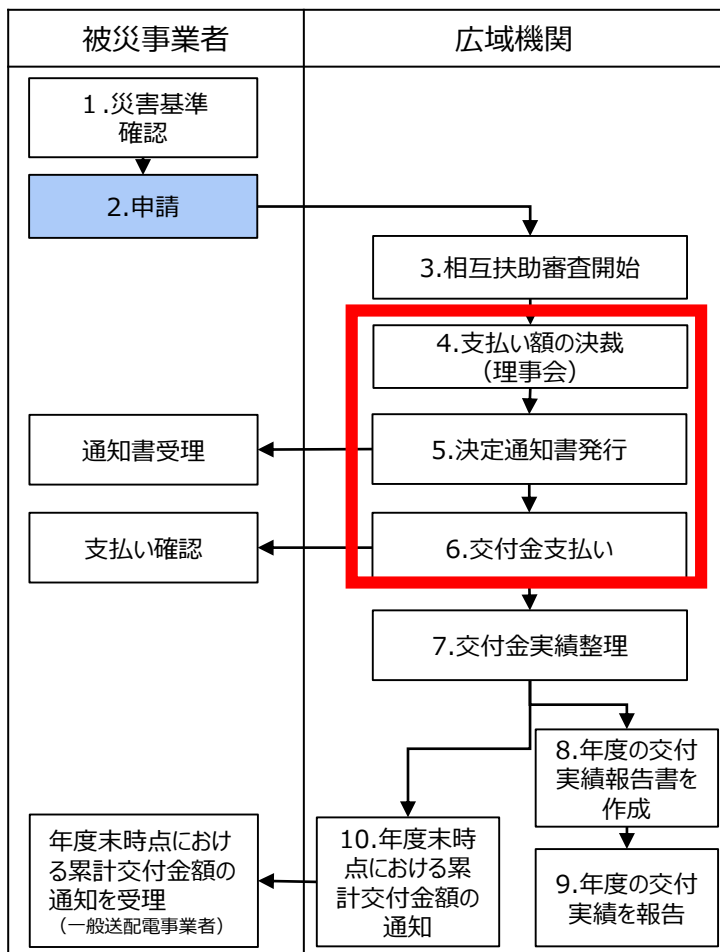 被災事業者
広域機関
１.災害基準
確認
2.申請
3.相互扶助審査開始
4.支払い額の決裁
（理事会）
通知書受理
5.決定通知書発行
支払い確認
6.交付金支払い
7.交付金実績整理
8.年度の交付
実績報告書を
作成
年度末時点におけ
る累計交付金額の
通知を受理
（一般送配電事業者）
10.年度末時
点における累
計交付金額の
通知
9.年度の交付
実績を報告